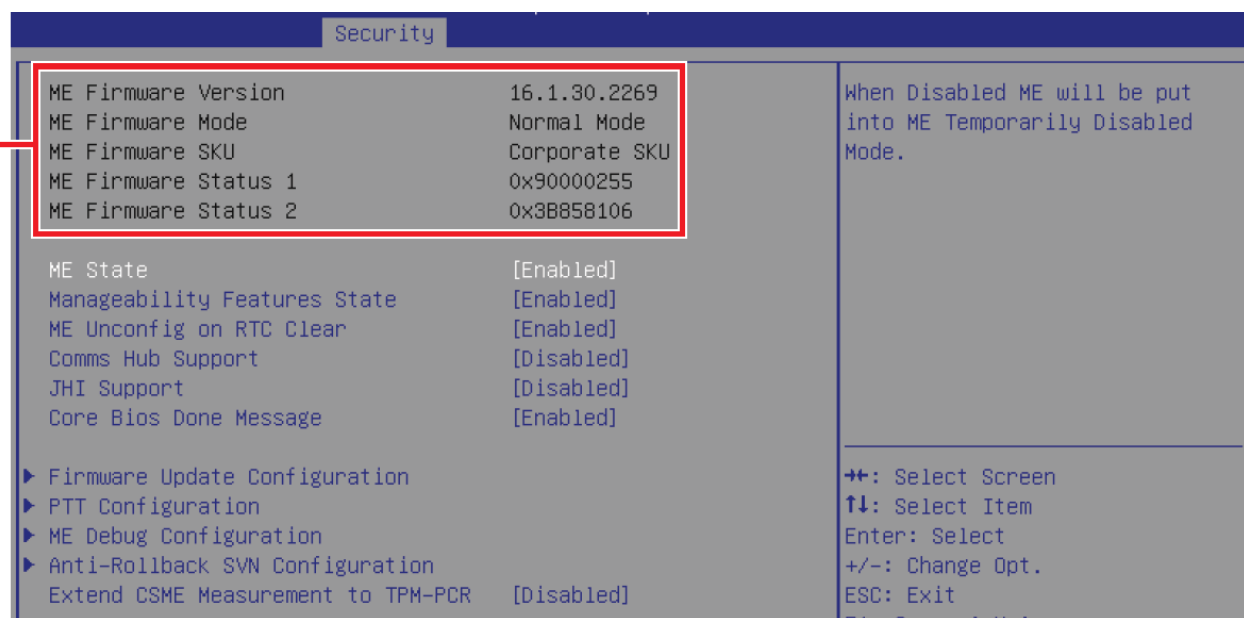 Security
ME Firmware Version 16.1.30.2269
ME Firmware Mode Normal Mode
ME Firmware SKU Corporate SKU
ME Firmware Status 1 0x90000255
ME Firmware Status 2 0x3B858106
ME State [Enabled]
Manageability Features State [Enabled]
ME Unconfig on RTC Clear [Enabled]
Comms Hub Support [Disabled]
JHI Support [Disabled]
Core Bios Done Message [Enabled]
Firmware Update Configuration
PTT Configuration
ME Debug Configuration
Anti-Rollback SVN Configuration
Extend CSME Measurement to TPM-PCR [Disabled]
When Disabled ME will be put
into ME Temporarily Disabled
Mode.
→←: Select Screen
↑↓: Select Item
Enter: Select
+/-: Change Opt.
ESC: Exit